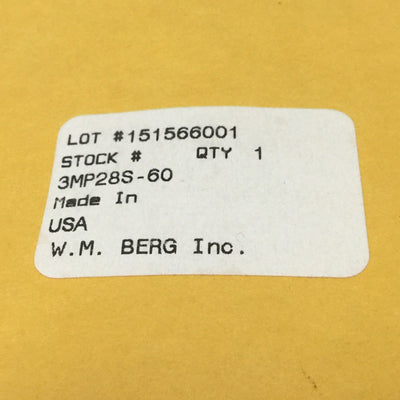 LOT #151566001
STOCK # QTY 1
3MP28S-60
Made In
USA
W.M. BERG Inc.